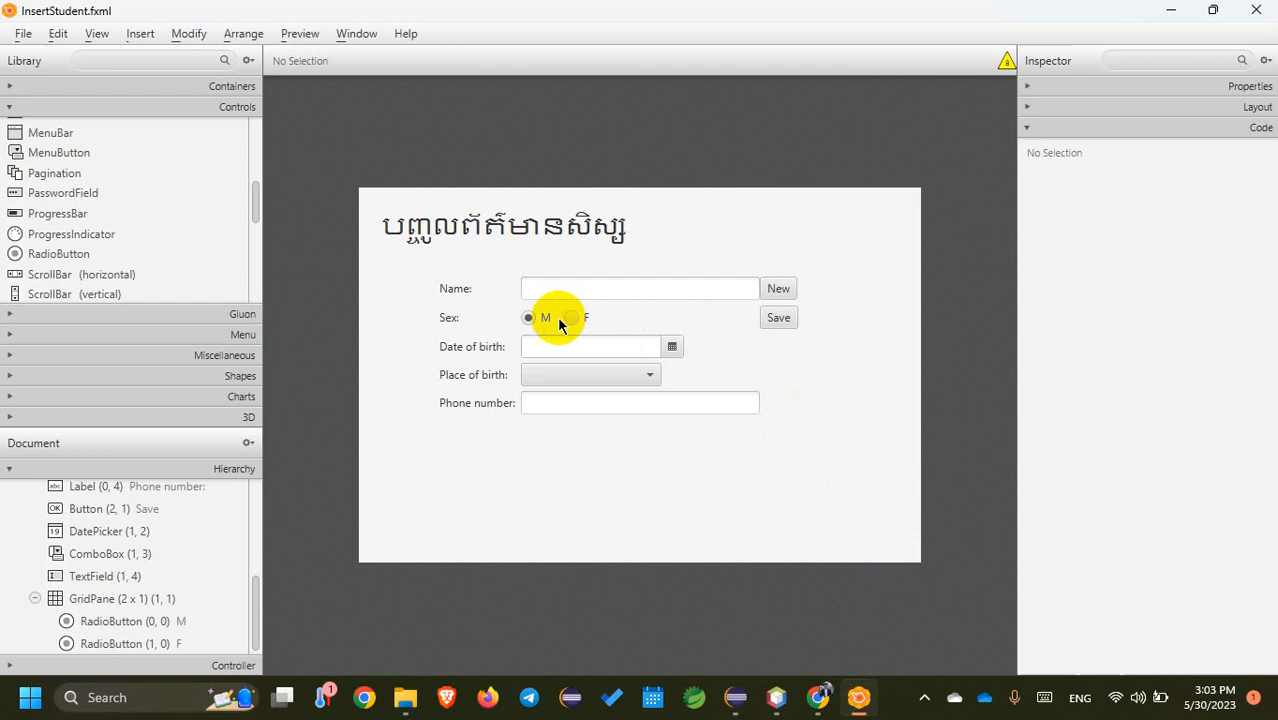 InsertStudent.fxml
File Edit View Insert Modify Arrange Preview Window Help
Library
No Selection
Inspector
Containers
Controls
MenuBar
MenuButton
Pagination
PasswordField
ProgressBar
ProgressIndicator
RadioButton
ScrollBar (horizontal)
ScrollBar (vertical)
Gluon
Menu
Miscellaneous
Shapes
Charts
3D
Document
Hierarchy
abc Label (0, 4) Phone number:
OK Button (2, 1) Save
19 DatePicker (1, 2)
ComboBox (1, 3)
TextField (1, 4)
GridPane (2 x 1) (1, 1)
RadioButton (0, 0) M
RadioButton (1, 0) F
Controller
បញ្ចូលព័ត៌មានសិស្ស
Name: New
Sex: M F Save
Date of birth:
Place of birth:
Phone number:
Properties
Layout
Code
No Selection
Search
1
ENG
3:03 PM
5/30/2023
1